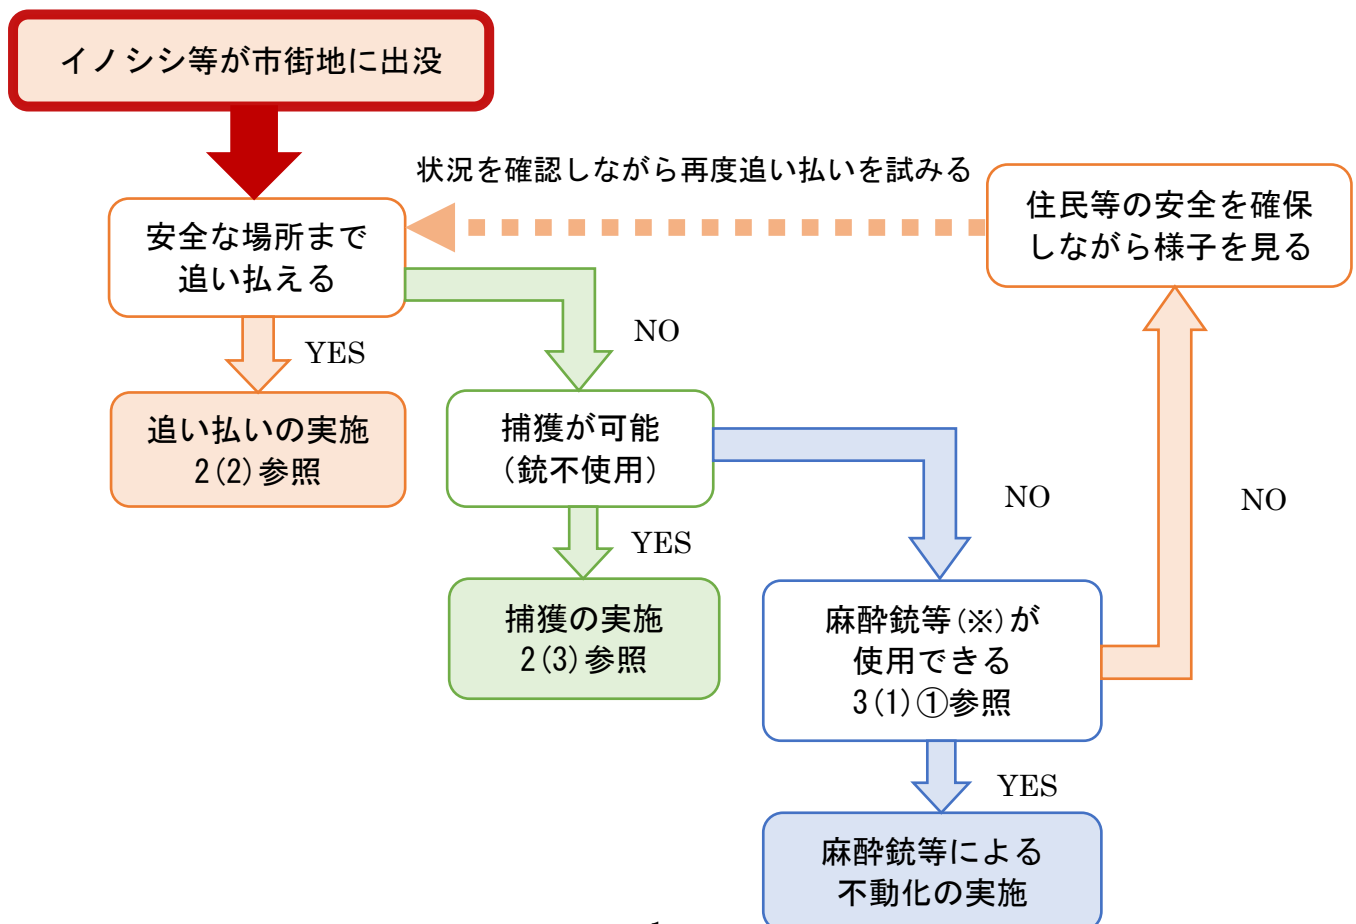 イノシシ等が市街地に出没
状況を確認しながら再度追い払いを試みる
住民等の安全を確保
しながら様子を見る
安全な場所まで
追い払える
NO
YES
追い払いの実施
2(2)参照
捕獲が可能
(銃不使用)
NO
NO
YES
捕獲の実施
2(3)参照
麻酔銃等(※)が
使用できる
3(1)①参照
YES
麻酔銃等による
不動化の実施